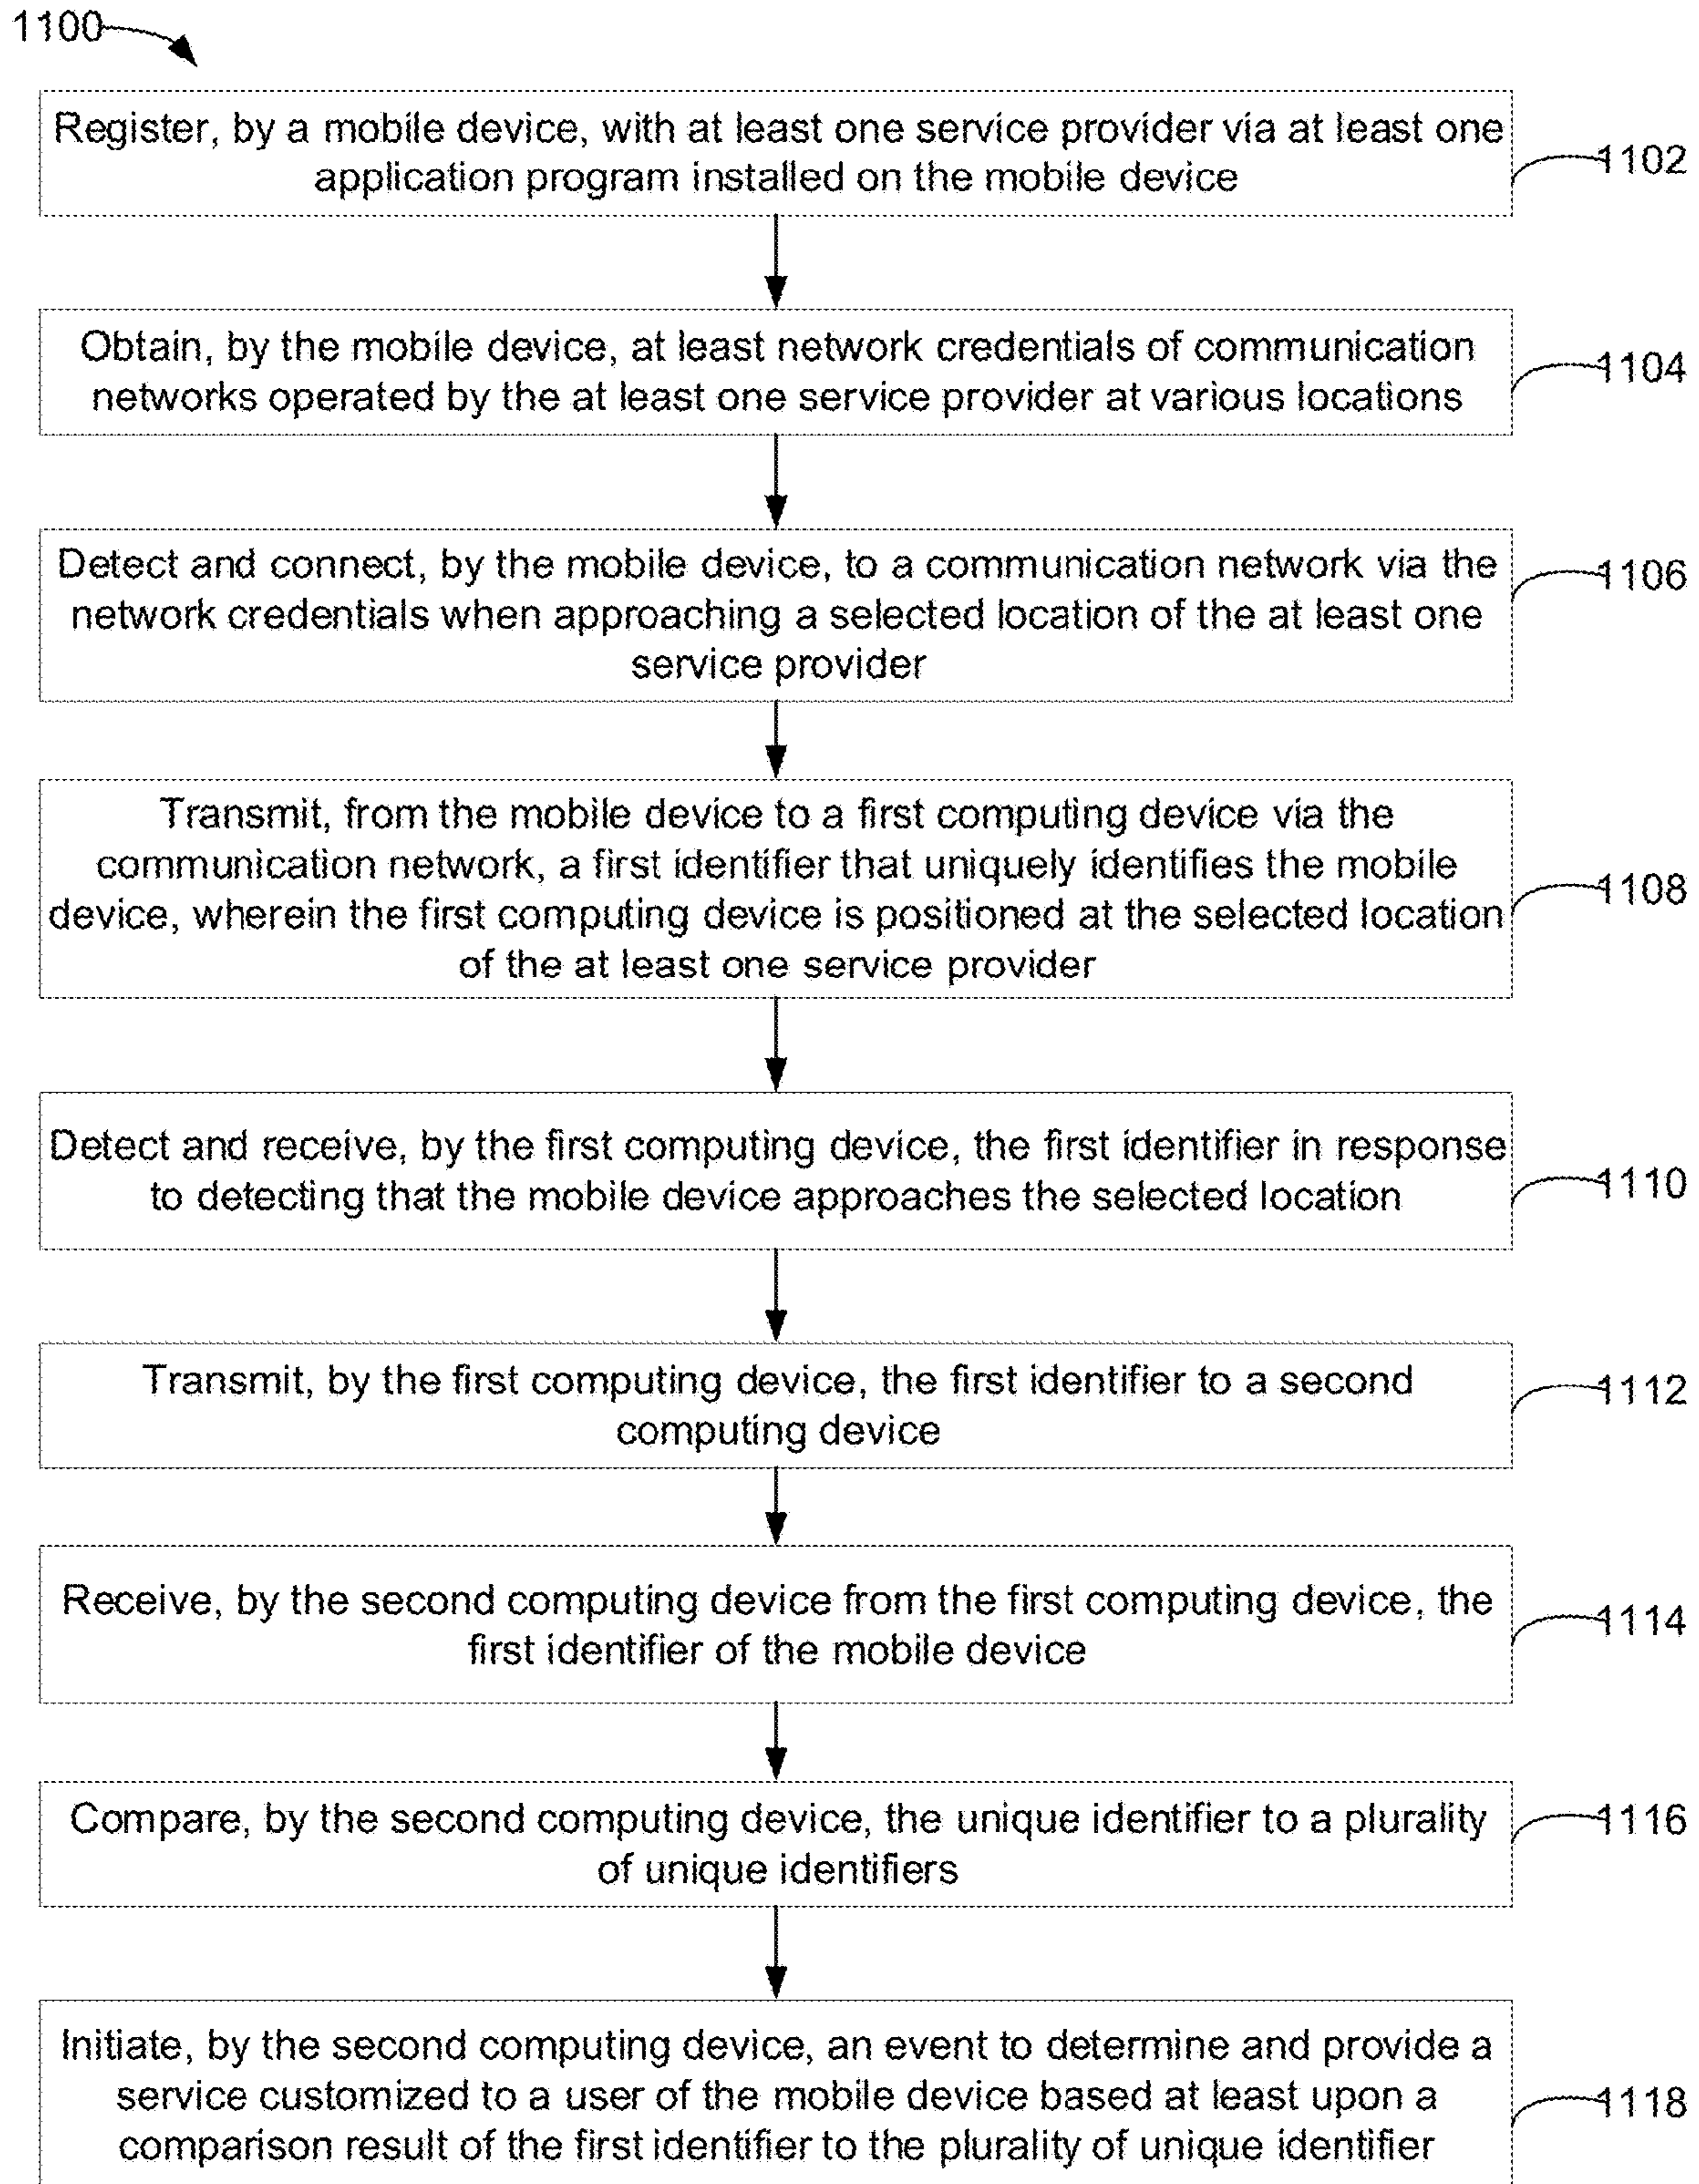 1100
Register, by a mobile device, with at least one service provider via at least one
application program installed on the mobile device
1102
Obtain, by the mobile device, at least network credentials of communication
networks operated by the at least one service provider at various locations
1104
Detect and connect, by the mobile device, to a communication network via the
network credentials when approaching a selected location of the at least one
service provider
1106
Transmit, from the mobile device to a first computing device via the
communication network, a first identifier that uniquely identifies the mobile
device, wherein the first computing device is positioned at the selected location
of the at least one service provider
1108
Detect and receive, by the first computing device, the first identifier in response
to detecting that the mobile device approaches the selected location
1110
Transmit, by the first computing device, the first identifier to a second
computing device
1112
Receive, by the second computing device from the first computing device, the
first identifier of the mobile device
1114
Compare, by the second computing device, the unique identifier to a plurality
of unique identifiers
1116
Initiate, by the second computing device, an event to determine and provide a
service customized to a user of the mobile device based at least upon a
comparison result of the first identifier to the plurality of unique identifier
1118